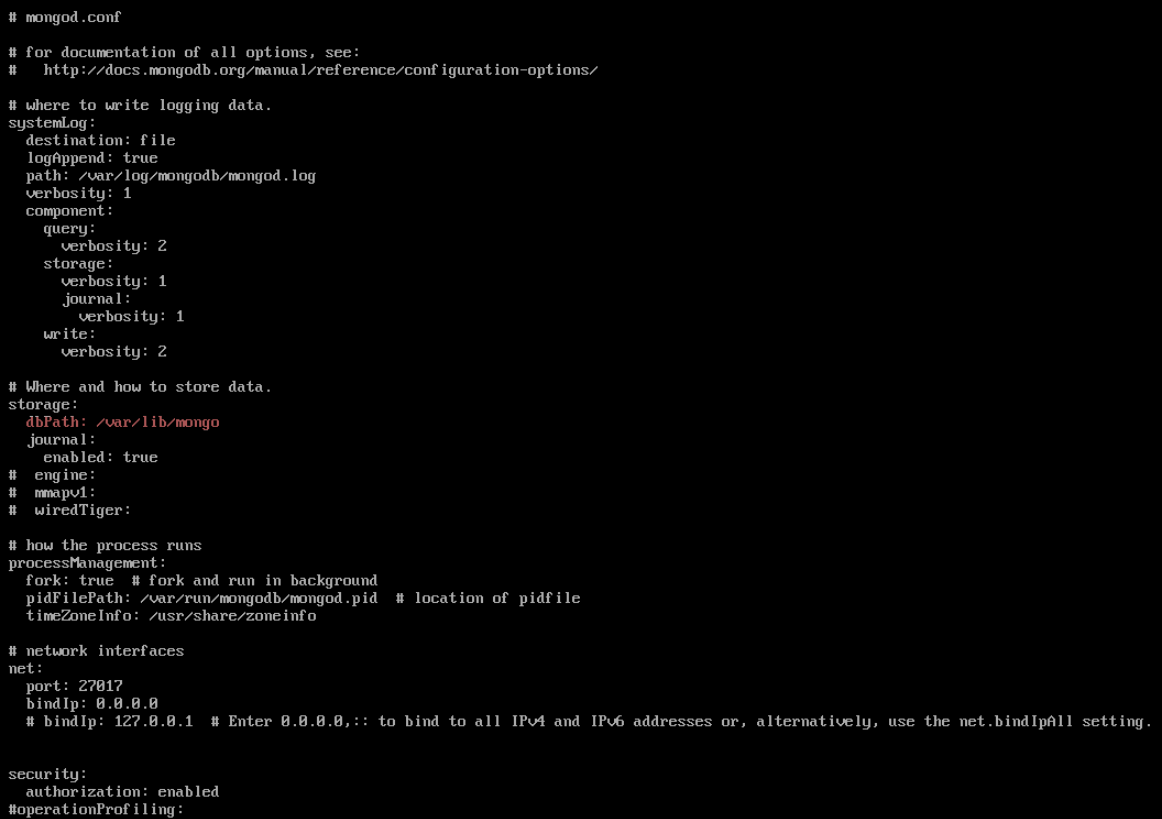 # mongod.conf
# for documentation of all options, see:
#   http://docs.mongodb.org/manual/reference/configuration-options/
# where to write logging data.
systemLog:
  destination: file
  logAppend: true
  path: /var/log/mongodb/mongod.log
  verbosity: 1
  component:
    query:
      verbosity: 2
    storage:
      verbosity: 1
      journal:
        verbosity: 1
    write:
      verbosity: 2
# Where and how to store data.
storage:
  dbPath: /var/lib/mongo
  journal:
    enabled: true
#  engine:
#  mmapv1:
#  wiredTiger:
# how the process runs
processManagement:
  fork: true  # fork and run in background
  pidFilePath: /var/run/mongodb/mongod.pid  # location of pidfile
  timeZoneInfo: /usr/share/zoneinfo
# network interfaces
net:
  port: 27017
  bindIp: 0.0.0.0
  # bindIp: 127.0.0.1  # Enter 0.0.0.0,:: to bind to all IPv4 and IPv6 addresses or, alternatively, use the net.bindIpAll setting.
security:
  authorization: enabled
#operationProfiling: